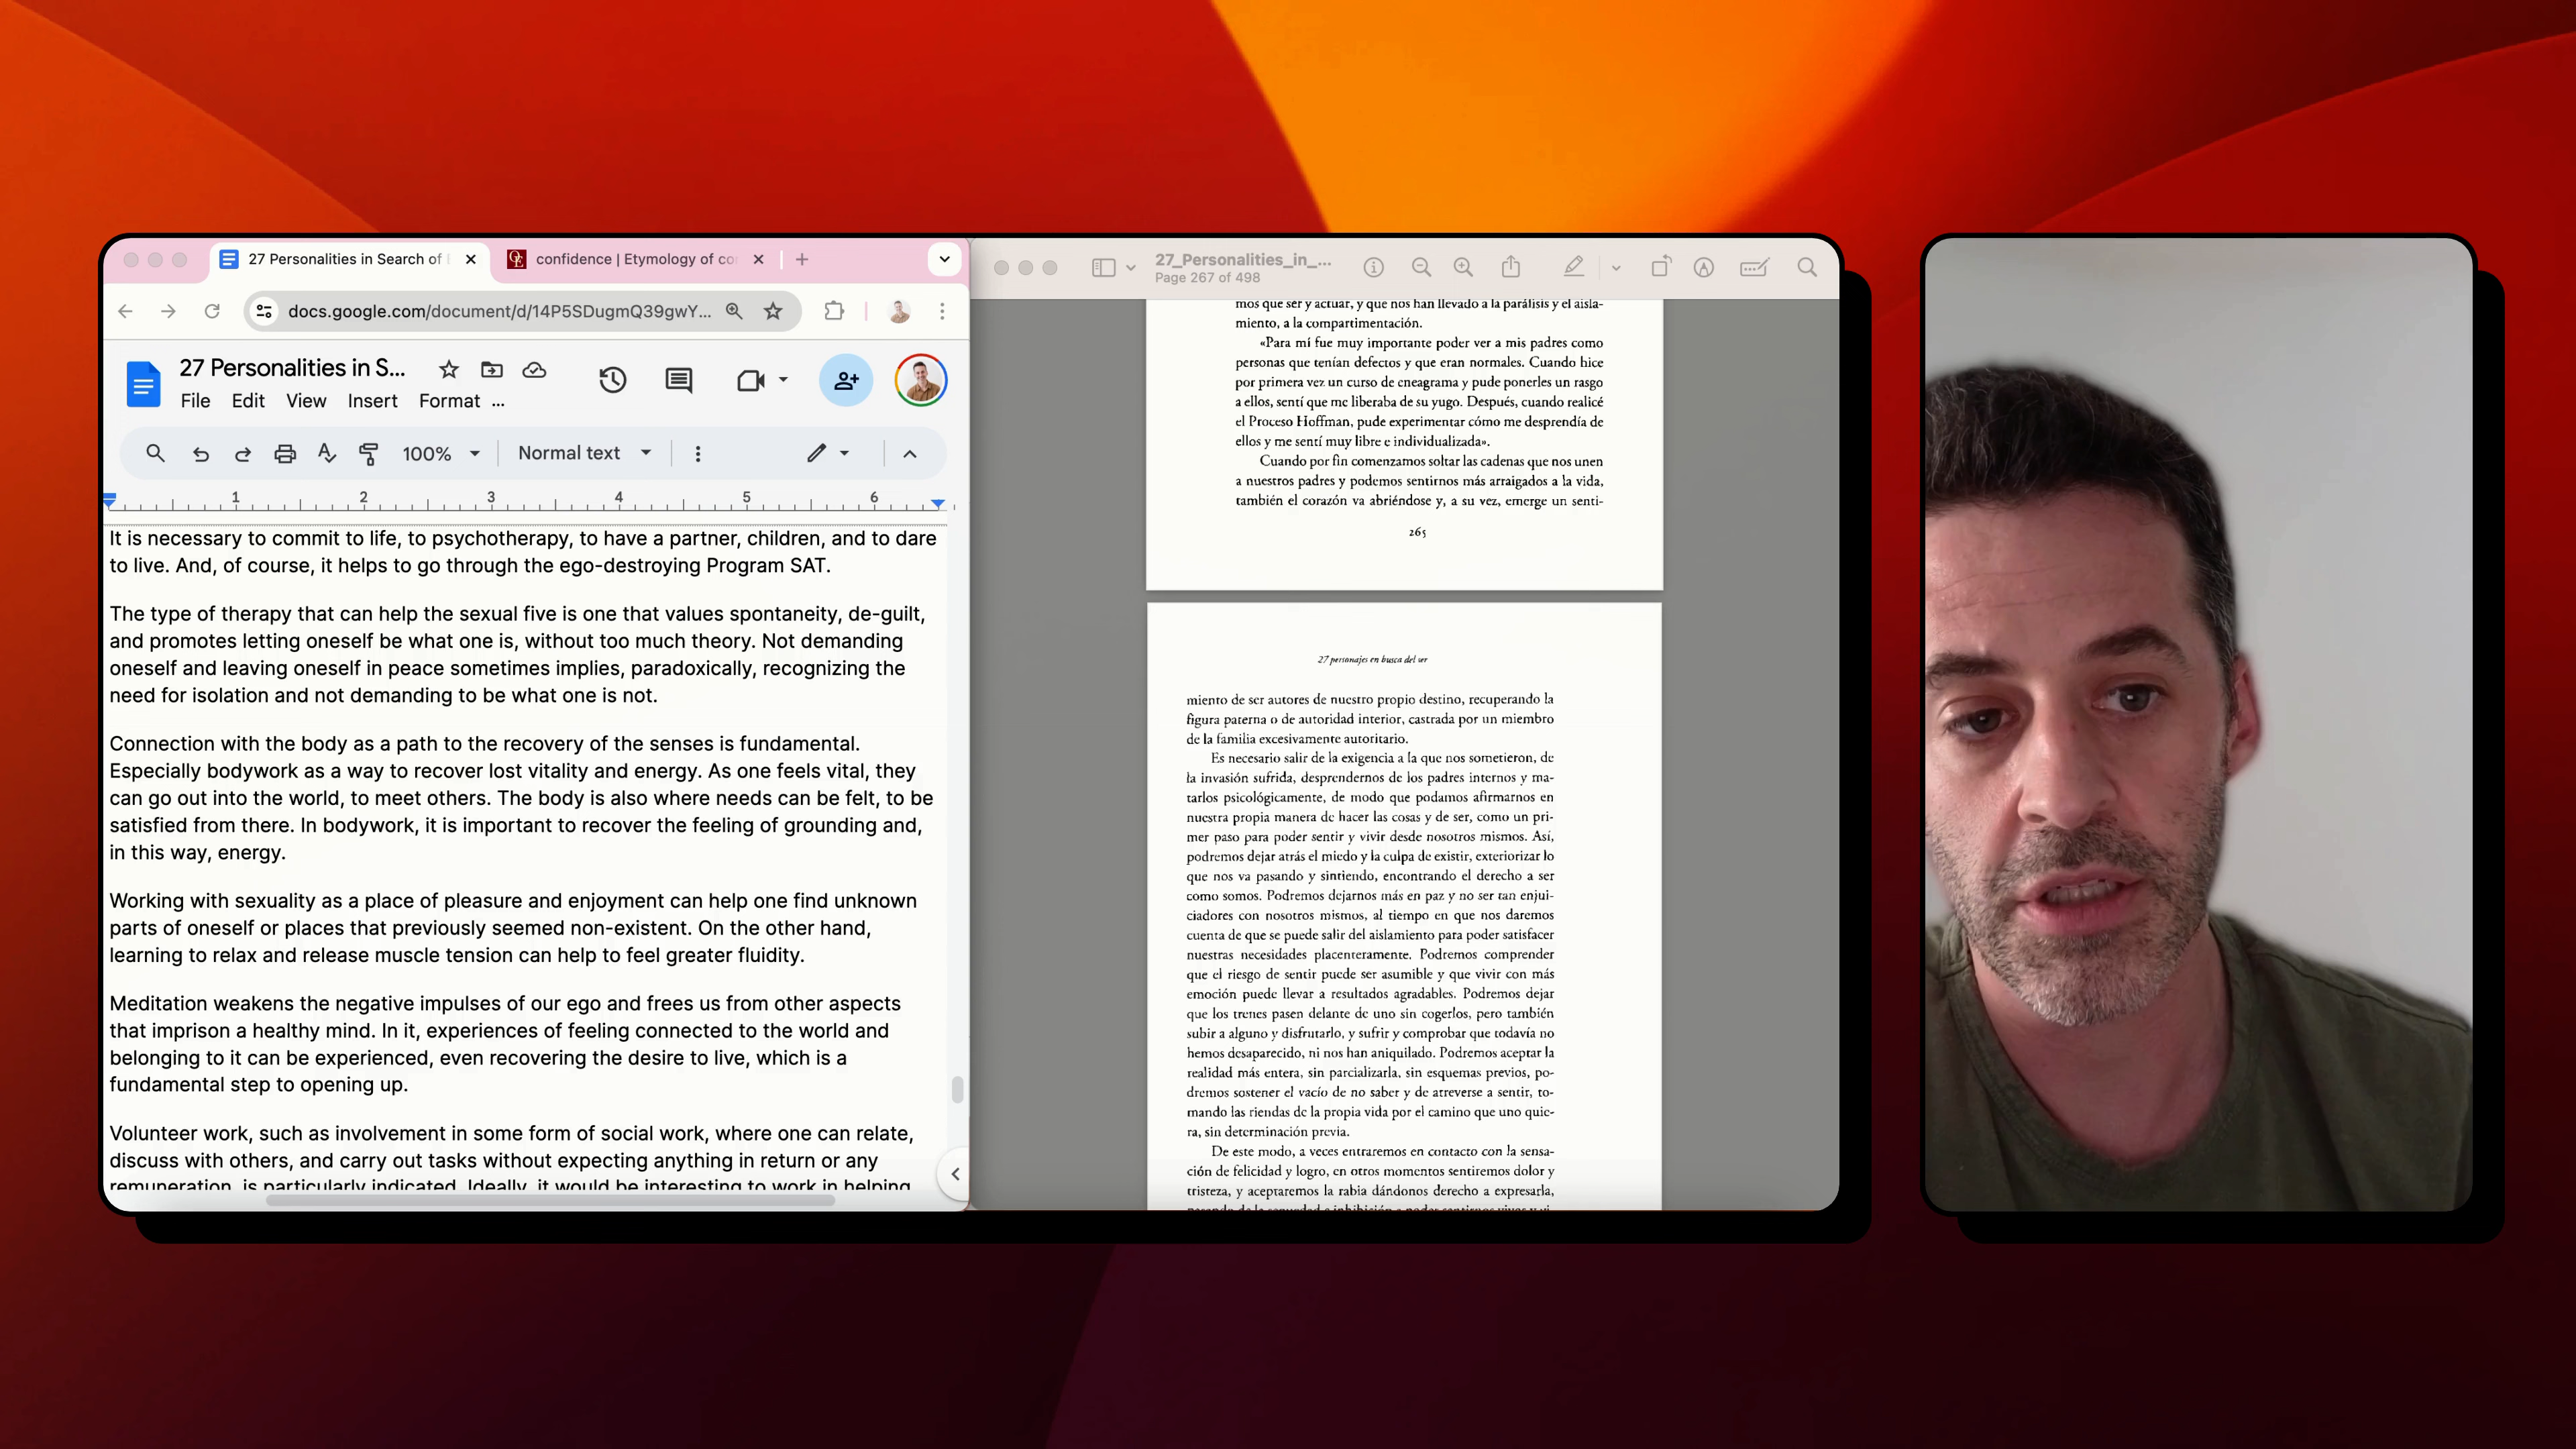 27 Personalities in Search of
confidence | Etymology of co
docs.google.com/document/d/14P5SDugmQ39gwY...
27 Personalities in S...
File Edit View Insert Format ...
100% Normal text
1 2 3 4 5 6
It is necessary to commit to life, to psychotherapy, to have a partner, children, and to dare
to live. And, of course, it helps to go through the ego-destroying Program SAT.
The type of therapy that can help the sexual five is one that values spontaneity, de-guilt,
and promotes letting oneself be what one is, without too much theory. Not demanding
oneself and leaving oneself in peace sometimes implies, paradoxically, recognizing the
need for isolation and not demanding to be what one is not.
Connection with the body as a path to the recovery of the senses is fundamental.
Especially bodywork as a way to recover lost vitality and energy. As one feels vital, they
can go out into the world, to meet others. The body is also where needs can be felt, to be
satisfied from there. In bodywork, it is important to recover the feeling of grounding and,
in this way, energy.
Working with sexuality as a place of pleasure and enjoyment can help one find unknown
parts of oneself or places that previously seemed non-existent. On the other hand,
learning to relax and release muscle tension can help to feel greater fluidity.
Meditation weakens the negative impulses of our ego and frees us from other aspects
that imprison a healthy mind. In it, experiences of feeling connected to the world and
belonging to it can be experienced, even recovering the desire to live, which is a
fundamental step to opening up.
Volunteer work, such as involvement in some form of social work, where one can relate,
discuss with others, and carry out tasks without expecting anything in return or any
remuneration, is particularly indicated. Ideally, it would be interesting to work in helping
27_Personalities_in_...
Page 267 of 498
mos que ser y actuar, y que nos han llevado a la parálisis y el aisla-
miento, a la compartimentación.
«Para mí fue muy importante poder ver a mis padres como
personas que tenían defectos y que eran normales. Cuando hice
por primera vez un curso de eneagrama y pude ponerles un rasgo
a ellos, sentí que me liberaba de su yugo. Después, cuando realicé
el Proceso Hoffman, pude experimentar cómo me desprendía de
ellos y me sentí muy libre e individualizada».
Cuando por fin comenzamos soltar las cadenas que nos unen
a nuestros padres y podemos sentirnos más arraigados a la vida,
también el corazón va abriéndose y, a su vez, emerge un senti-
265
27 personajes en busca del ser
miento de ser autores de nuestro propio destino, recuperando la
figura paterna o de autoridad interior, castrada por un miembro
de la familia excesivamente autoritario.
Es necesario salir de la exigencia a la que nos sometieron, de
la invasión sufrida, desprendernos de los padres internos y ma-
tarlos psicológicamente, de modo que podamos afirmarnos en
nuestra propia manera de hacer las cosas y de ser, como un pri-
mer paso para poder sentir y vivir desde nosotros mismos. Así,
podremos dejar atrás el miedo y la culpa de existir, exteriorizar lo
que nos va pasando y sintiendo, encontrando el derecho a ser
como somos. Podremos dejarnos más en paz y no ser tan enjui-
ciadores con nosotros mismos, al tiempo en que nos daremos
cuenta de que se puede salir del aislamiento para poder satisfacer
nuestras necesidades placenteramente. Podremos comprender
que el riesgo de sentir puede ser asumible y que vivir con más
emoción puede llevar a resultados agradables. Podremos dejar
que los trenes pasen delante de uno sin cogerlos, pero también
subir a alguno y disfrutarlo, y sufrir y comprobar que todavía no
hemos desaparecido, ni nos han aniquilado. Podremos aceptar la
realidad más entera, sin parcializarla, sin esquemas previos, po-
dremos sostener el vacío de no saber y de atreverse a sentir, to-
mando las riendas de la propia vida por el camino que uno quie-
ra, sin determinación previa.
De este modo, a veces entraremos en contacto con la sensa-
ción de felicidad y logro, en otros momentos sentiremos dolor y
tristeza, y aceptaremos la rabia dándonos derecho a expresarla,